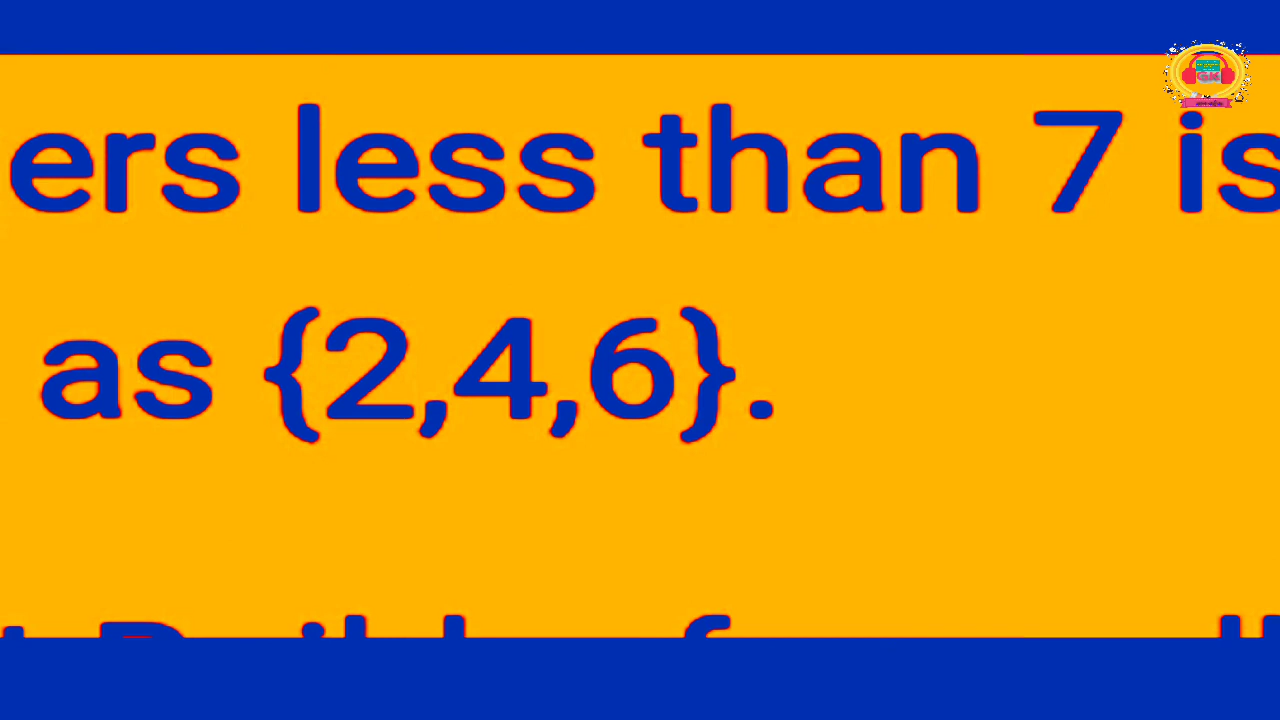 ers less than 7 is
as {2,4,6}.